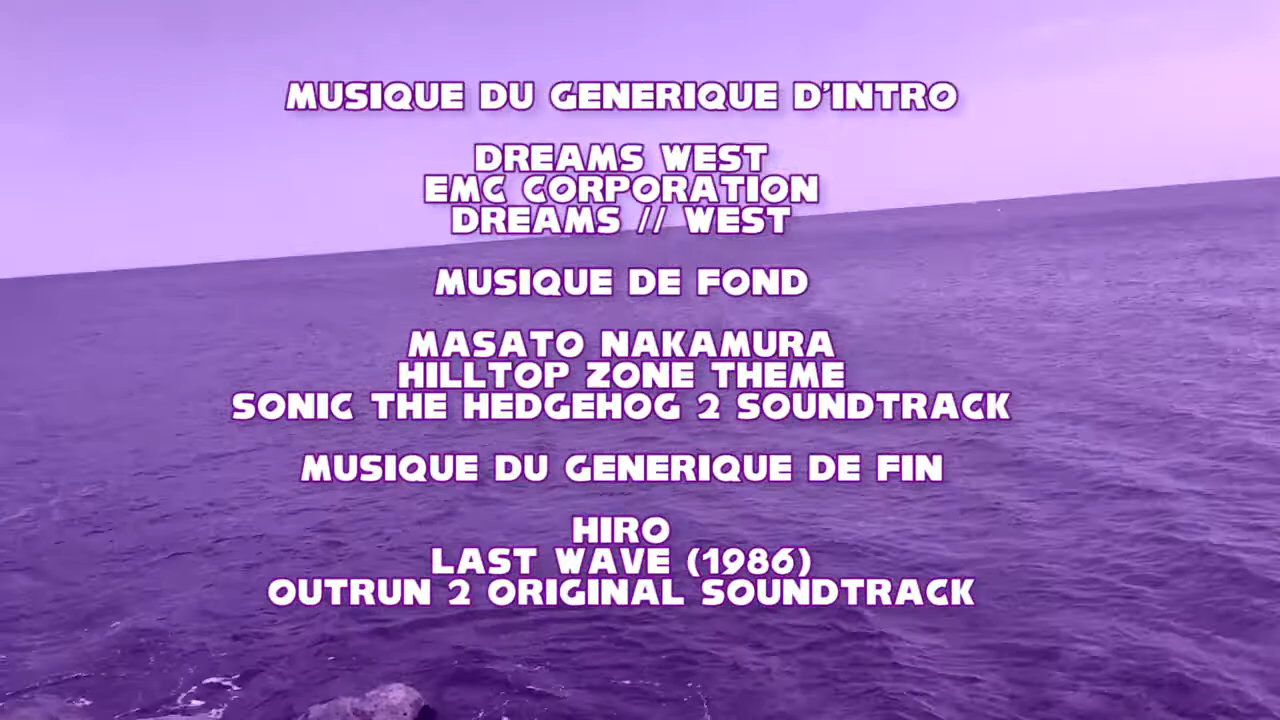 MUSIQUE DU GENERIQUE D'INTRO
DREAMS WEST
EMC CORPORATION
DREAMS // WEST
MUSIQUE DE FOND
MASATO NAKAMURA
HILLTOP ZONE THEME
SONIC THE HEDGEHOG 2 SOUNDTRACK
MUSIQUE DU GENERIQUE DE FIN
HIRO
LAST WAVE (1986)
OUTRUN 2 ORIGINAL SOUNDTRACK